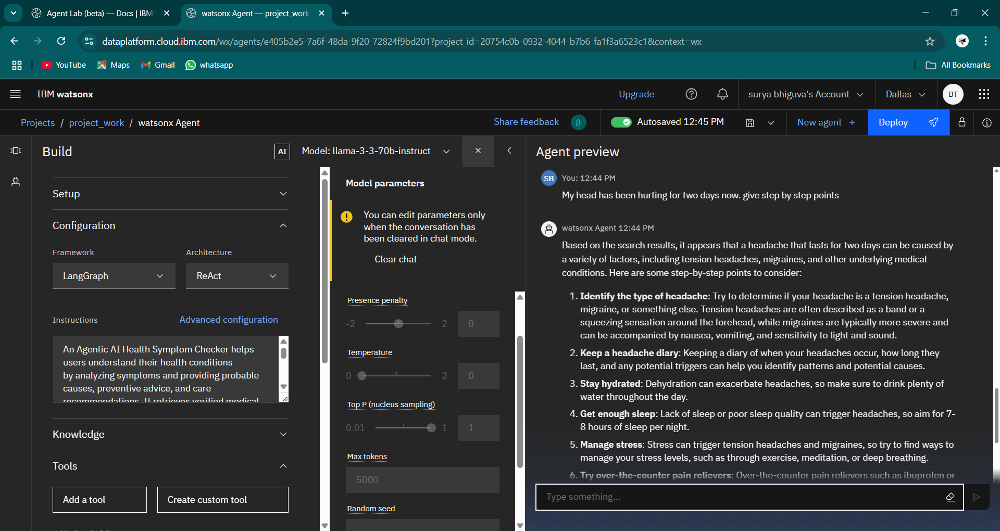 Agent Lab (beta) — Docs | IBM
watsonx Agent — project_work
dataplatform.cloud.ibm.com/wx/agents/e405b2e5-7a6f-48da-9f20-72824f9bd201?project_id=20754c0b-0932-4044-b7b6-fa1f3a6523c1&context=wx
YouTube
Maps
Gmail
whatsapp
All Bookmarks
IBM watsonx
Upgrade
surya bhiguva's Account
Dallas
BT
Projects / project_work / watsonx Agent
Share feedback
β
Autosaved 12:45 PM
New agent +
Deploy
Build
AI
Model: llama-3-3-70b-instruct
Setup
Configuration
Framework
Architecture
LangGraph
ReAct
Instructions
Advanced configuration
An Agentic AI Health Symptom Checker helps
users understand their health conditions
by analyzing symptoms and providing probable
causes, preventive advice, and care
recommendations. It retrieves verified medical
Knowledge
Tools
Add a tool
Create custom tool
Model parameters
You can edit parameters only
when the conversation has
been cleared in chat mode.
Clear chat
Presence penalty
-2
2
0
Temperature
0
2
0
Top P (nucleus sampling)
0.01
1
1
Max tokens
5000
Random seed
Agent preview
SB
You: 12:44 PM
My head has been hurting for two days now. give step by step points
watsonx Agent 12:44 PM
Based on the search results, it appears that a headache that lasts for two days can be caused by
a variety of factors, including tension headaches, migraines, and other underlying medical
conditions. Here are some step-by-step points to consider:
1. Identify the type of headache: Try to determine if your headache is a tension headache,
migraine, or something else. Tension headaches are often described as a band or a
squeezing sensation around the forehead, while migraines are typically more severe and
can be accompanied by nausea, vomiting, and sensitivity to light and sound.
2. Keep a headache diary: Keeping a diary of when your headaches occur, how long they
last, and any potential triggers can help you identify patterns and potential causes.
3. Stay hydrated: Dehydration can exacerbate headaches, so make sure to drink plenty of
water throughout the day.
4. Get enough sleep: Lack of sleep or poor sleep quality can trigger headaches, so aim for 7-
8 hours of sleep per night.
5. Manage stress: Stress can trigger tension headaches and migraines, so try to find ways to
manage your stress levels, such as through exercise, meditation, or deep breathing.
6. Try over-the-counter pain relievers: Over-the-counter pain relievers such as ibuprofen or
Type something...